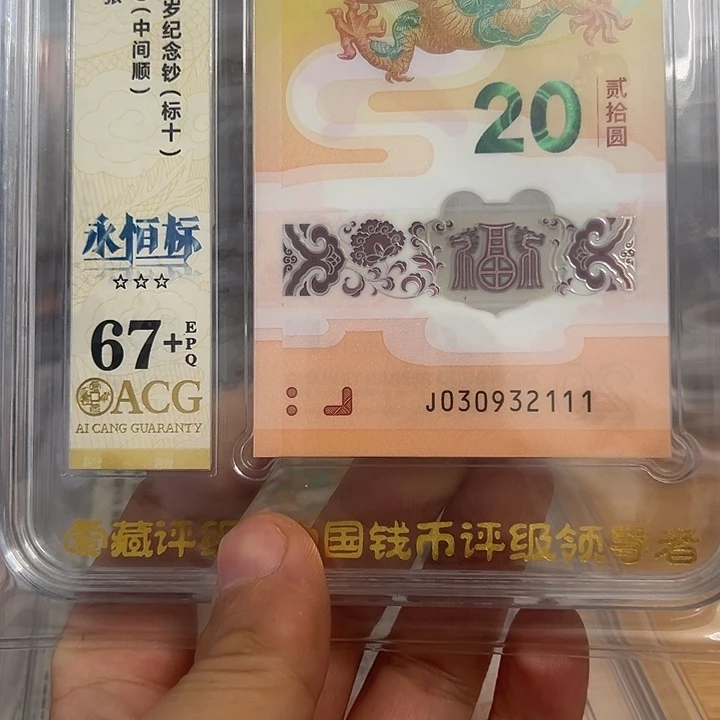 岁纪念钞(标十)
(中间顺)
永恒标
☆☆☆
67+EPQ
ACG
AI CANG GUARANTY
20
贰拾圆
福
J030932111
藏评级
中国钱币评级领导者